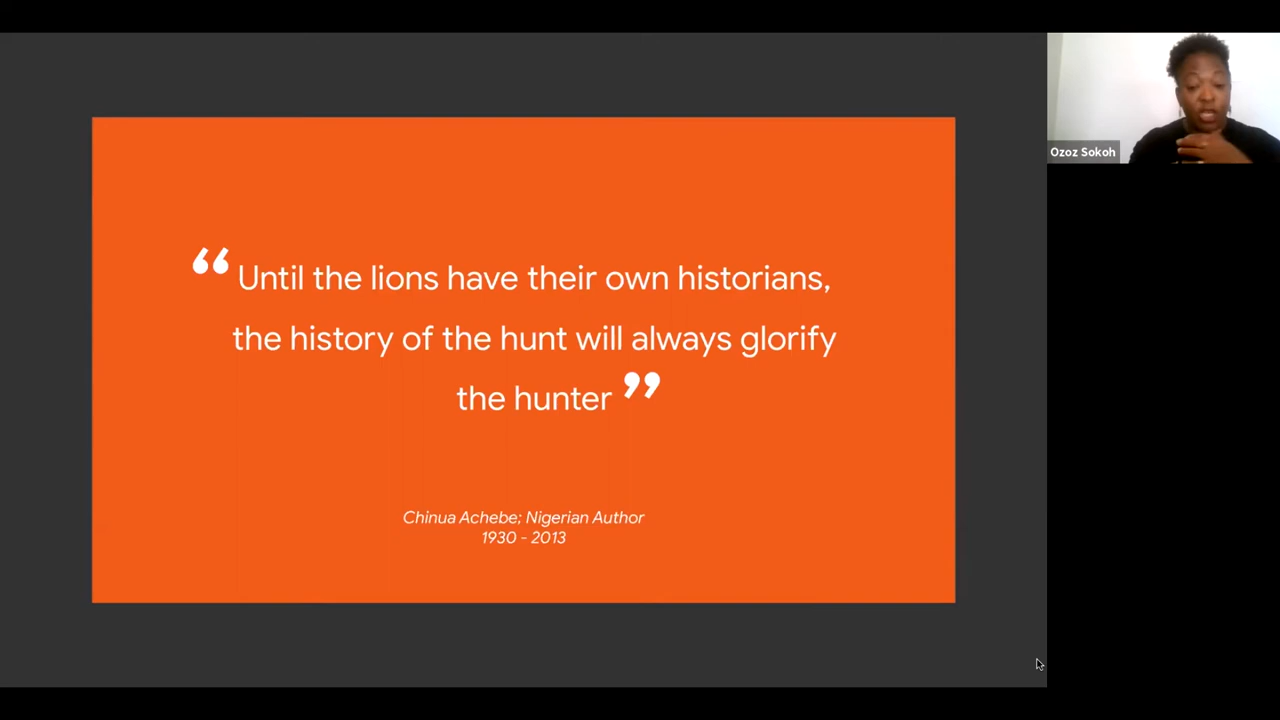 “Until the lions have their own historians,
the history of the hunt will always glorify
the hunter”
Chinua Achebe; Nigerian Author
1930 - 2013
Ozoz Sokoh